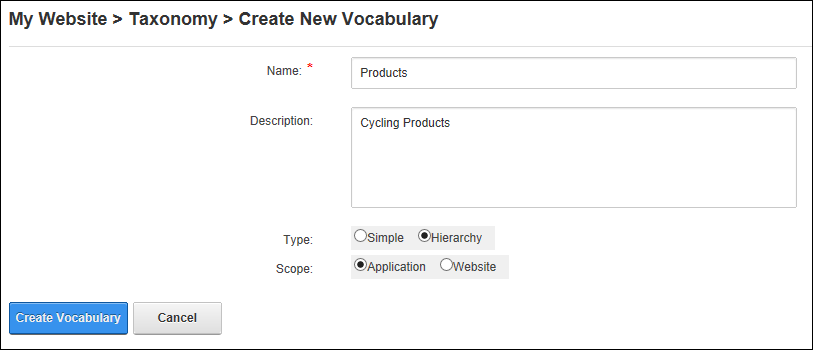 My Website > Taxonomy > Create New Vocabulary
Name: * Products
Description: Cycling Products
Type: Simple Hierarchy
Scope: Application Website
Create Vocabulary Cancel